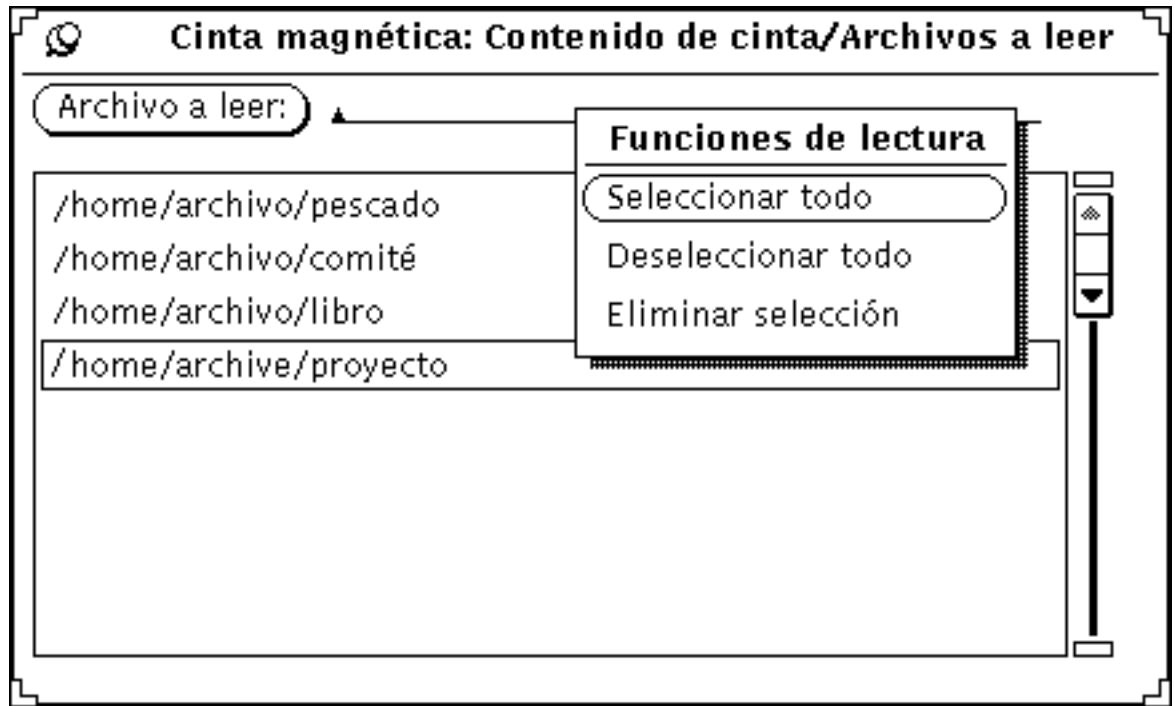 Cinta magnética: Contenido de cinta/Archivos a leer
Archivo a leer:
Funciones de lectura
Seleccionar todo
Deseleccionar todo
Eliminar selección
/home/archivo/pescado
/home/archivo/comité
/home/archivo/libro
/home/archive/proyecto